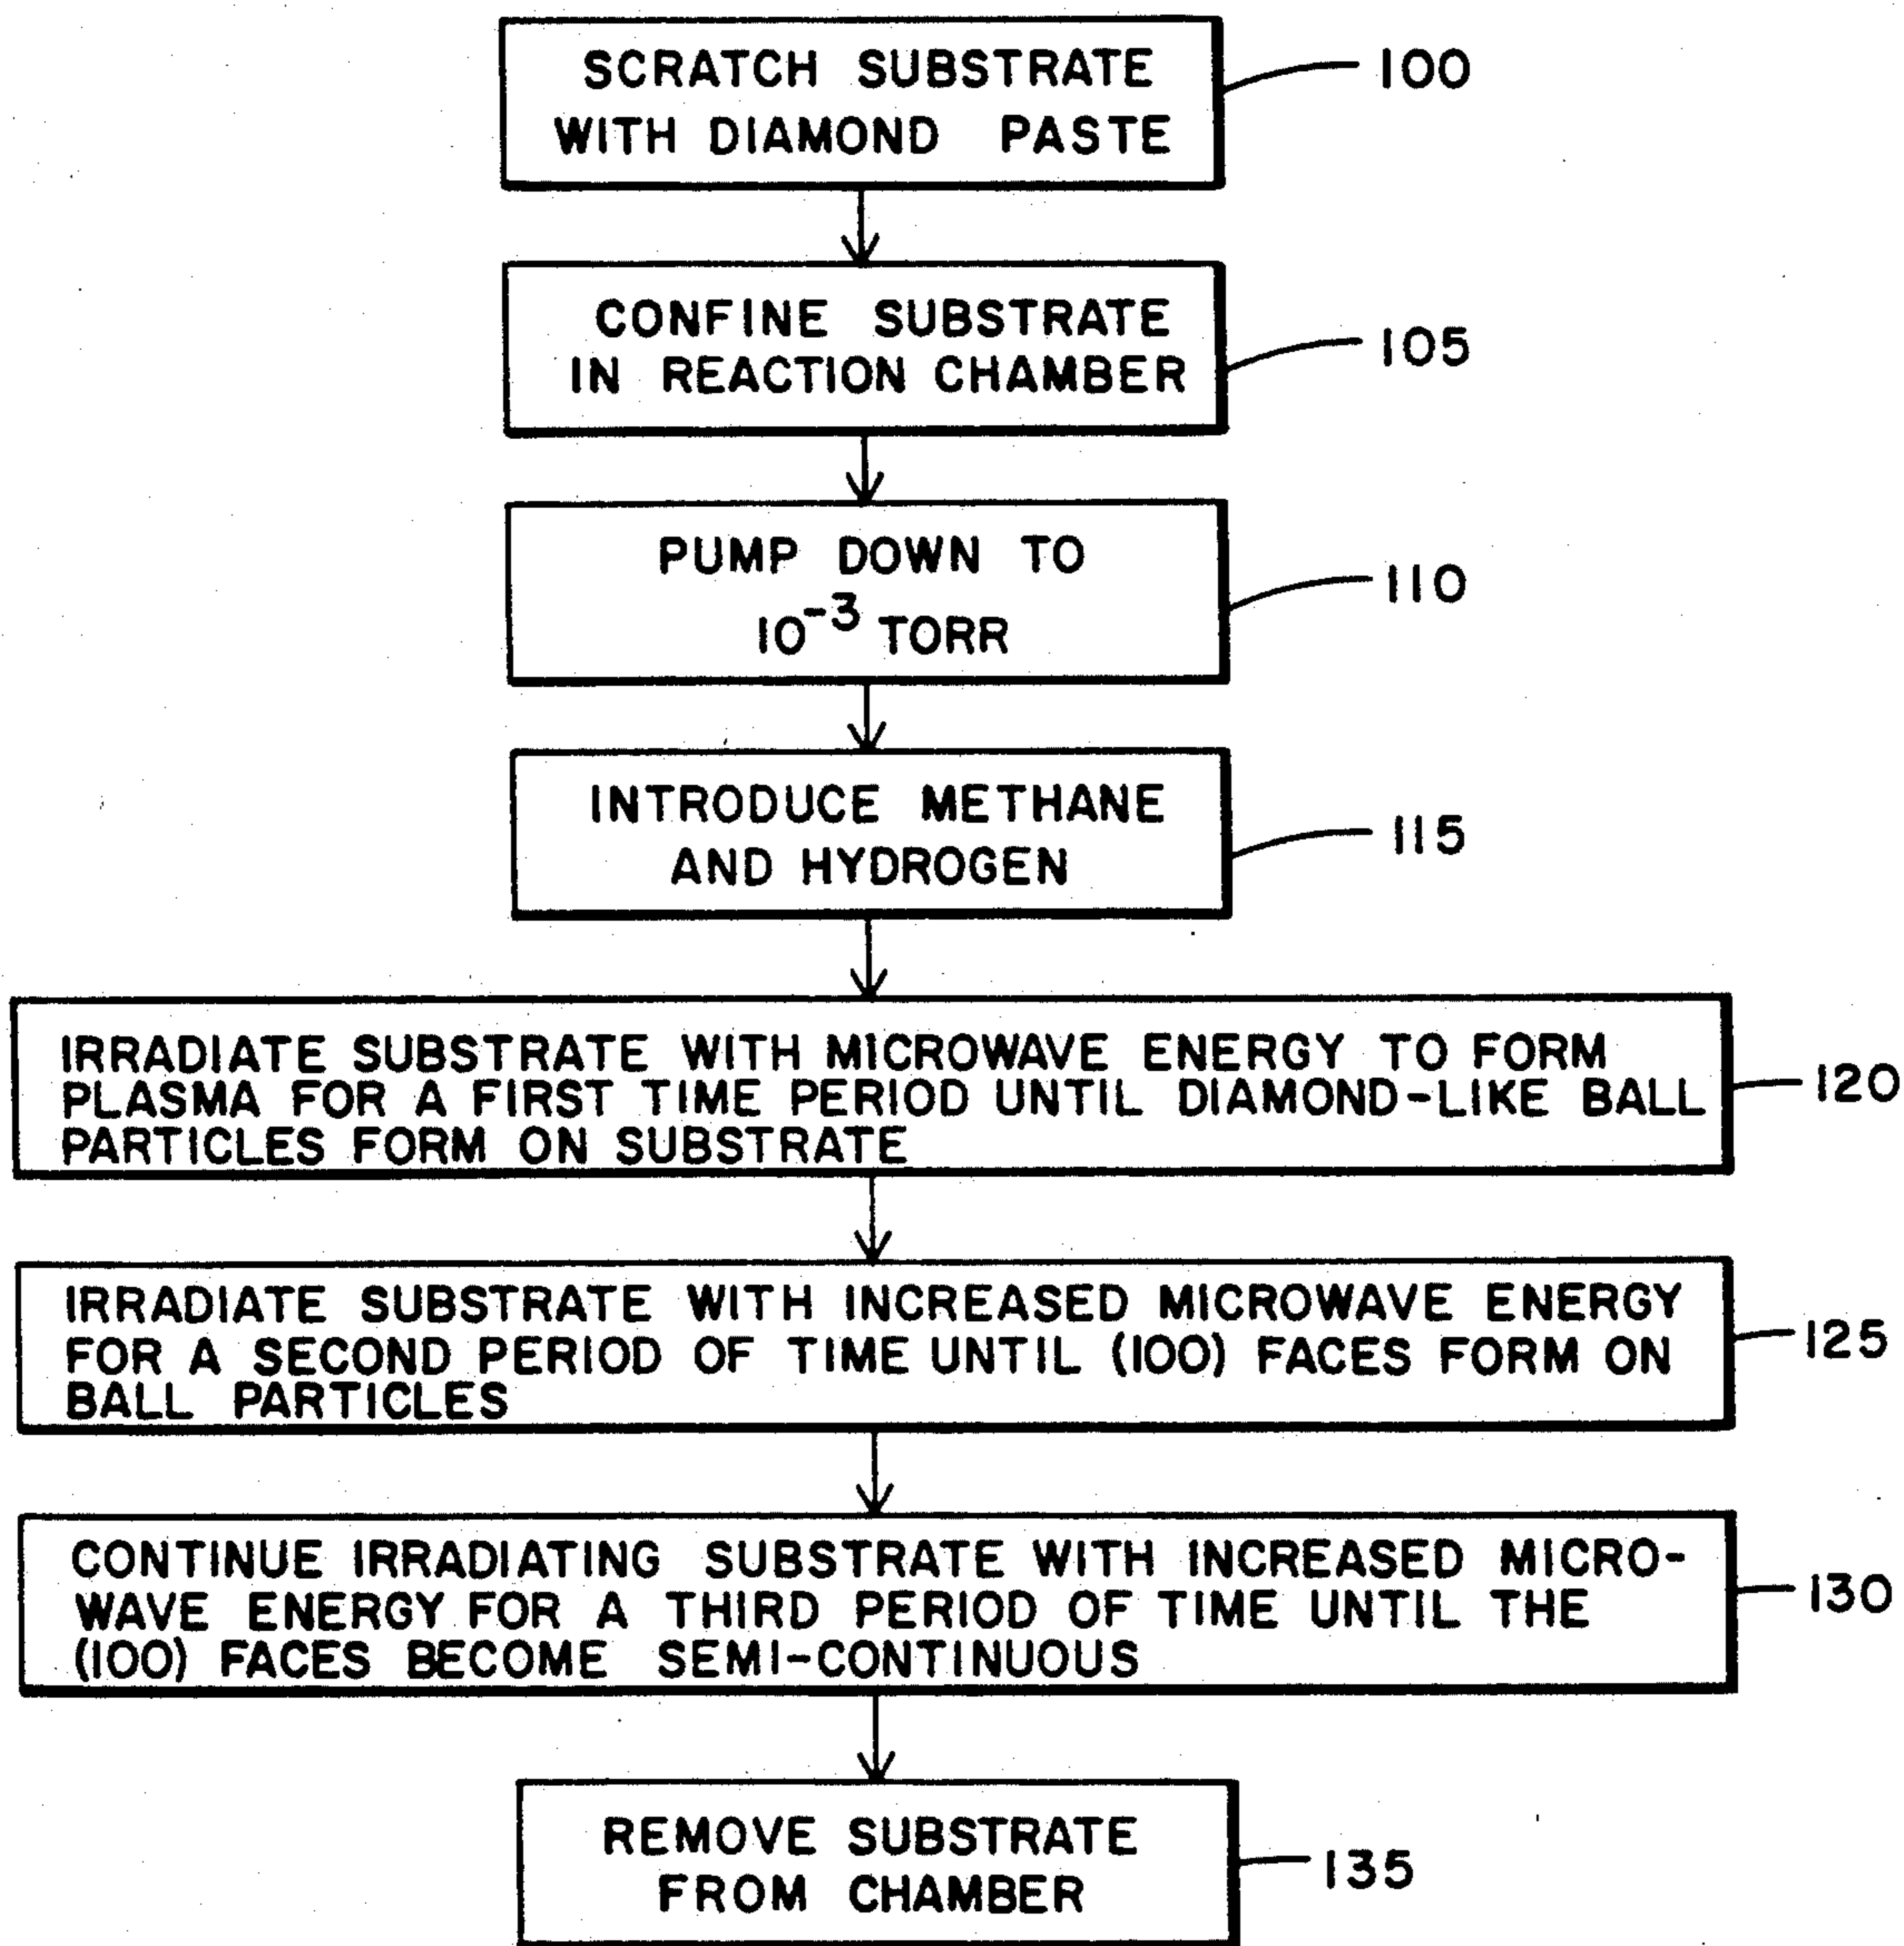 SCRATCH SUBSTRATE
WITH DIAMOND PASTE
100
CONFINE SUBSTRATE
IN REACTION CHAMBER
105
PUMP DOWN TO
10⁻³ TORR
110
INTRODUCE METHANE
AND HYDROGEN
115
IRRADIATE SUBSTRATE WITH MICROWAVE ENERGY TO FORM
PLASMA FOR A FIRST TIME PERIOD UNTIL DIAMOND-LIKE BALL
PARTICLES FORM ON SUBSTRATE
120
IRRADIATE SUBSTRATE WITH INCREASED MICROWAVE ENERGY
FOR A SECOND PERIOD OF TIME UNTIL (100) FACES FORM ON
BALL PARTICLES
125
CONTINUE IRRADIATING SUBSTRATE WITH INCREASED MICRO-
WAVE ENERGY FOR A THIRD PERIOD OF TIME UNTIL THE
(100) FACES BECOME SEMI-CONTINUOUS
130
REMOVE SUBSTRATE
FROM CHAMBER
135